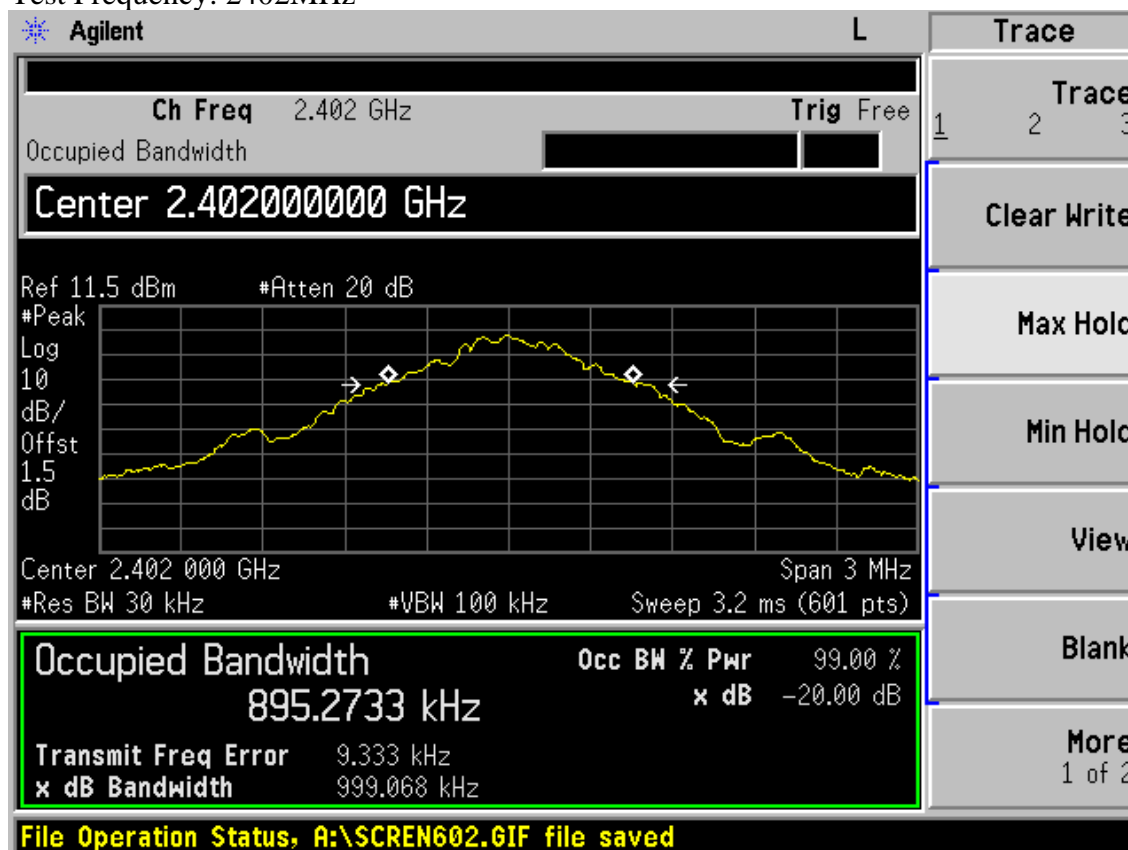 Test Frequency: 2402MHz
Agilent L Trace
Ch Freq 2.402 GHz Trig Free
Occupied Bandwidth
Center 2.402000000 GHz
Ref 11.5 dBm #Atten 20 dB
#Peak
Log
10
dB/
Offst
1.5
dB
Center 2.402 000 GHz Span 3 MHz
#Res BW 30 kHz #VBW 100 kHz Sweep 3.2 ms (601 pts)
Occupied Bandwidth Occ BW % Pwr 99.00 %
895.2733 kHz x dB -20.00 dB
Transmit Freq Error 9.333 kHz
x dB Bandwidth 999.068 kHz
File Operation Status, A:\SCREN602.GIF file saved
Trace
1 2 3
Clear Write
Max Hold
Min Hold
View
Blank
More
1 of 2